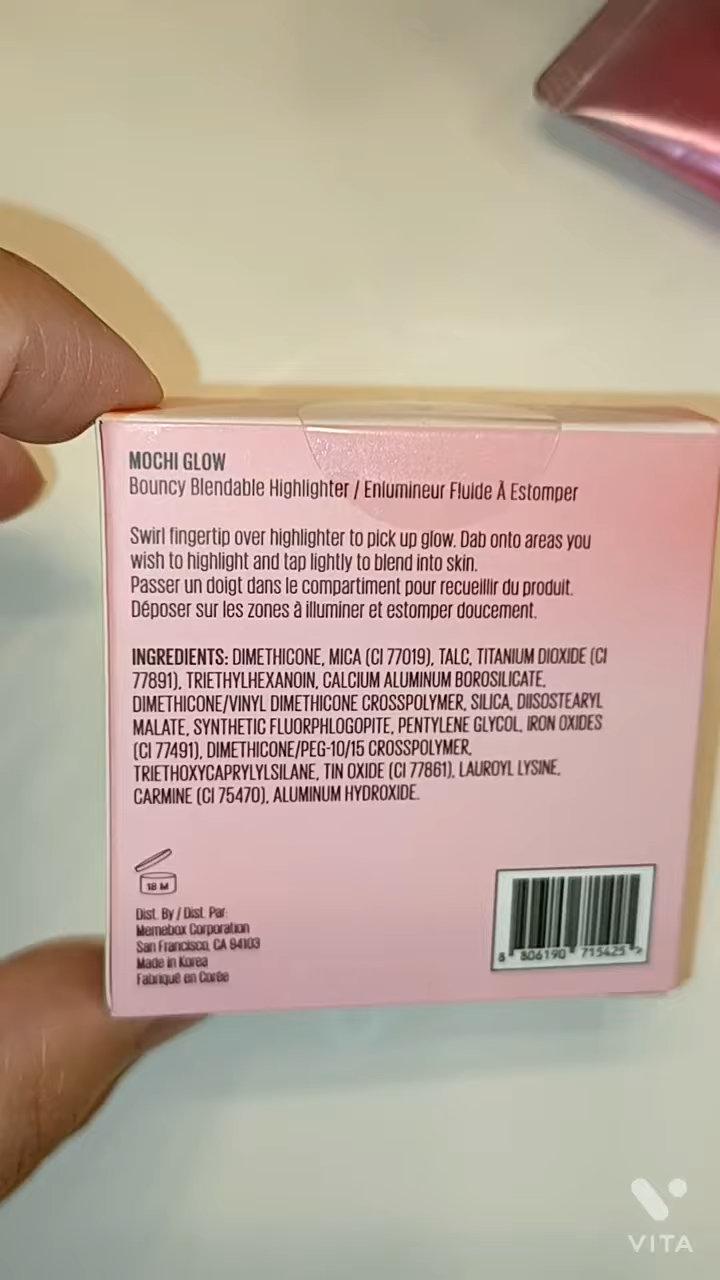 MOCHI GLOW
Bouncy Blendable Highlighter / Enlumineur Fluide À Estomper
Swirl fingertip over highlighter to pick up glow. Dab onto areas you
wish to highlight and tap lightly to blend into skin.
Passer un doigt dans le compartiment pour recueillir du produit.
Déposer sur les zones à illuminer et estomper doucement.
INGREDIENTS: DIMETHICONE, MICA (CI 77019), TALC, TITANIUM DIOXIDE (CI
77891), TRIETHYLHEXANOIN, CALCIUM ALUMINUM BOROSILICATE,
DIMETHICONE/VINYL DIMETHICONE CROSSPOLYMER, SILICA, DIISOSTEARYL
MALATE, SYNTHETIC FLUORPHLOGOPITE, PENTYLENE GLYCOL, IRON OXIDES
(CI 77491), DIMETHICONE/PEG-10/15 CROSSPOLYMER,
TRIETHOXYCAPRYLYLSILANE, TIN OXIDE (CI 77861), LAUROYL LYSINE,
CARMINE (CI 75470), ALUMINUM HYDROXIDE.
18 M
Dist. By / Dist. Par:
Memebox Corporation
San Francisco, CA 94103
Made in Korea
Fabriqué en Corée
8 806190 715425 >
VITA